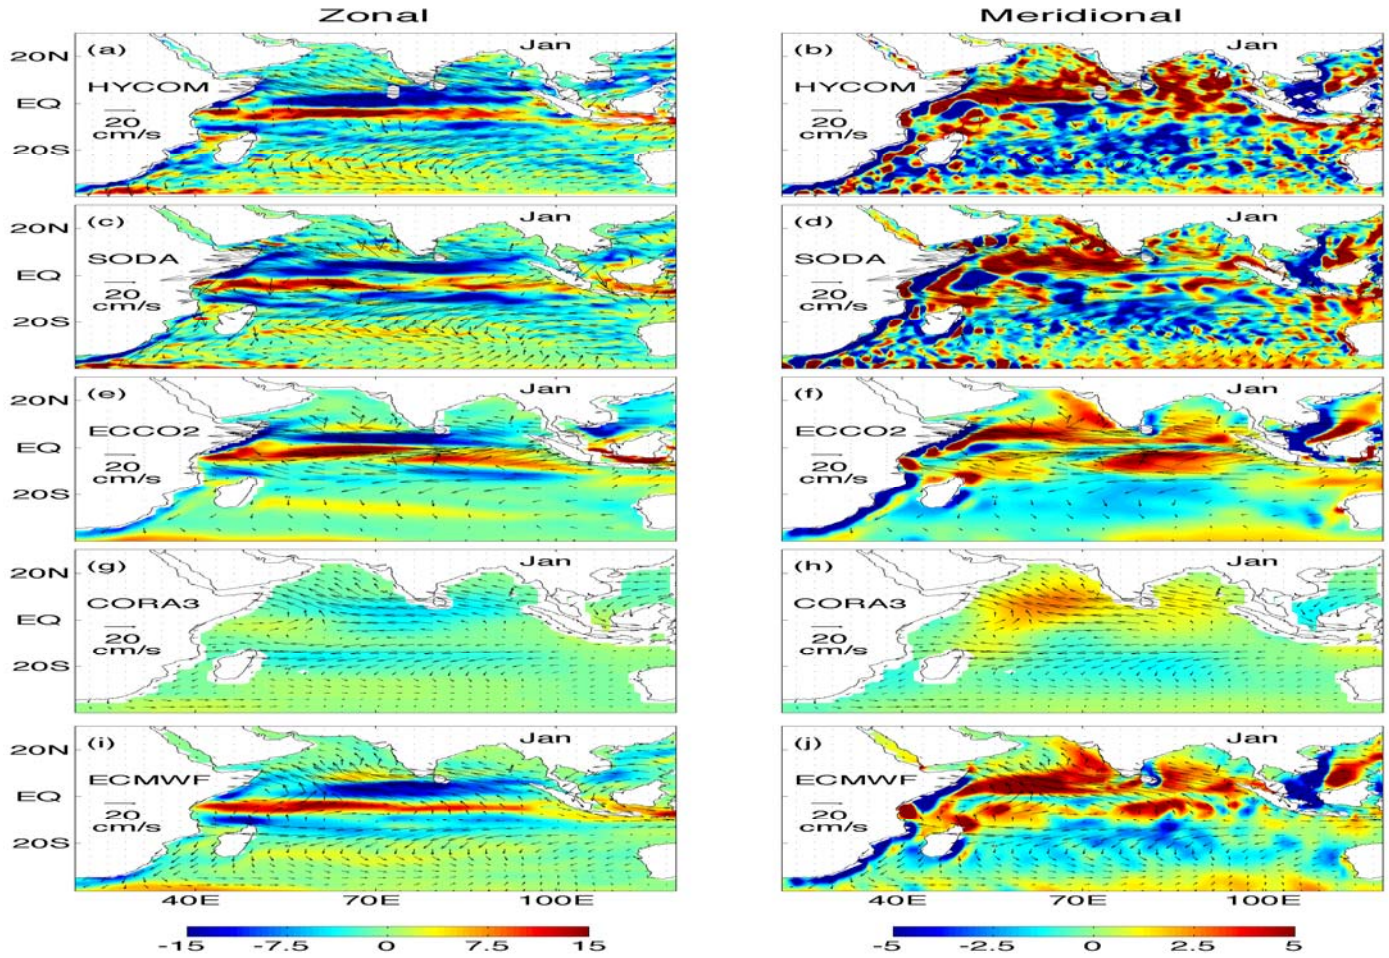 Zonal Meridional
(a) Jan (b) Jan
20N
HYCOM HYCOM
EQ
20 20
cm/s cm/s
20S
(c) Jan (d) Jan
20N
SODA SODA
EQ
20 20
cm/s cm/s
20S
(e) Jan (f) Jan
20N
ECCO2 ECCO2
EQ
20 20
cm/s cm/s
20S
(g) Jan (h) Jan
20N
CORA3 CORA3
EQ
20 20
cm/s cm/s
20S
(i) Jan (j) Jan
20N
ECMWF ECMWF
EQ
20 20
cm/s cm/s
20S
40E 70E 100E 40E 100E
-15 -7.5 0 7.5 15 -5 -2.5 0 2.5 5